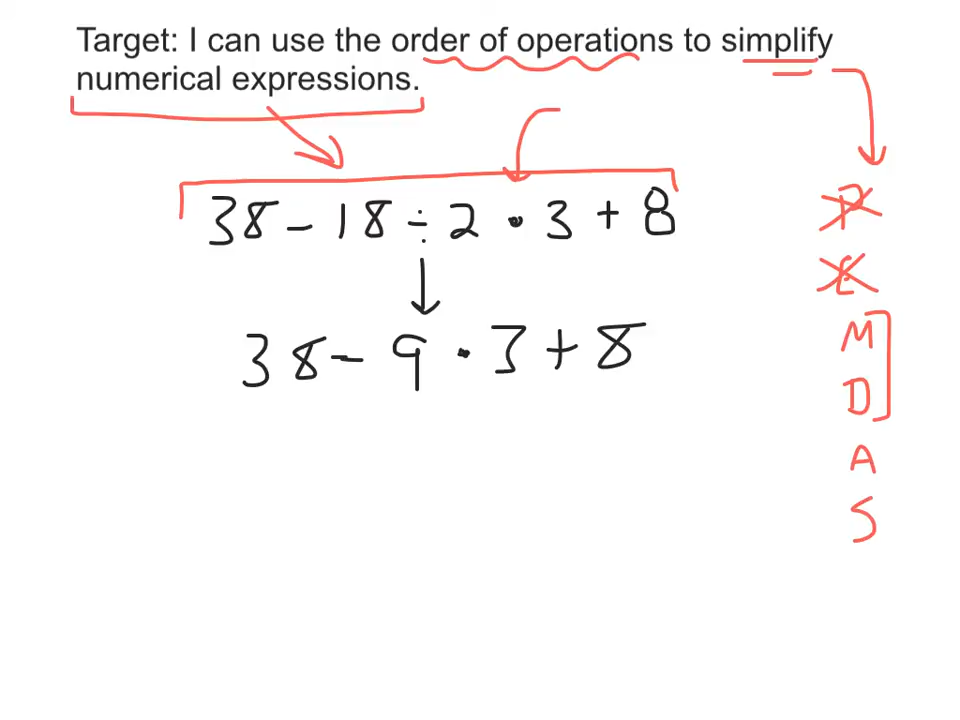 Target: I can use the order of operations to simplify
numerical expressions.
38 - 18 ÷ 2 • 3 + 8
38 - 9 • 3 + 8
P
E
M
D
A
S